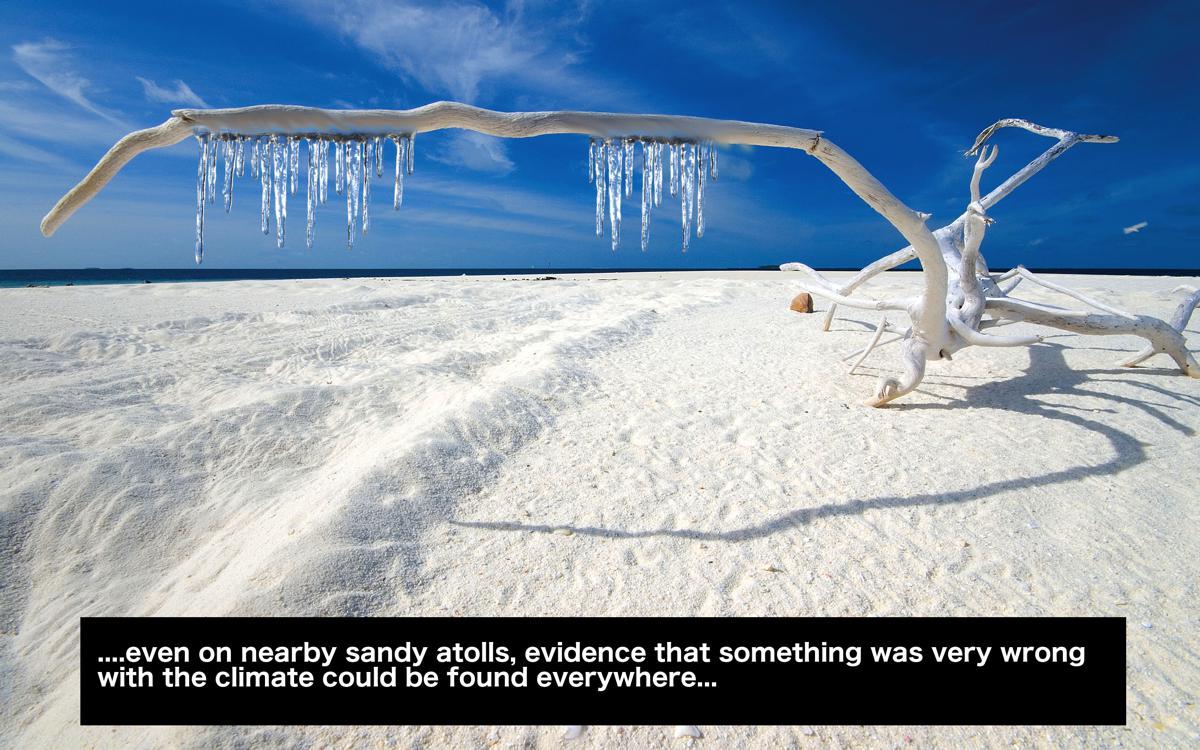 ....even on nearby sandy atolls, evidence that something was very wrong
with the climate could be found everywhere...